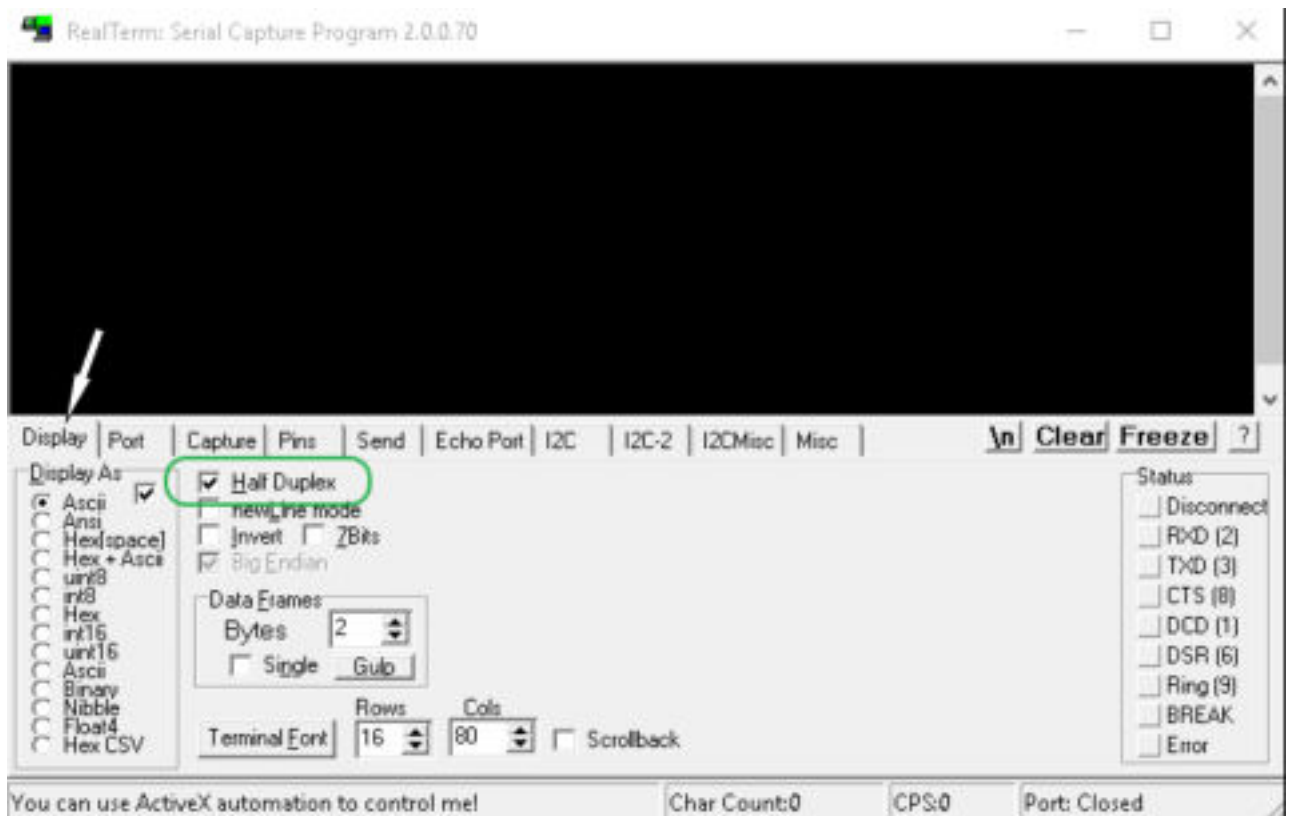 RealTerm: Serial Capture Program 2.0.0.70
Display Port Capture Pins Send Echo Port I2C I2C-2 I2CMisc Misc \n Clear Freeze ?
Display As
Ascii
Ansi
Hex[space]
Hex + Ascii
uint8
int8
Hex
int16
uint16
Ascii
Binary
Nibble
Float4
Hex CSV
Half Duplex
newLine mode
Invert 7Bits
Big Endian
Data Frames
Bytes 2
Single Gulp
Rows Cols
Terminal Font 16 80 Scrollback
Status
Disconnect
RXD (2)
TXD (3)
CTS (8)
DCD (1)
DSR (6)
Ring (9)
BREAK
Error
You can use ActiveX automation to control me! Char Count:0 CPS:0 Port: Closed